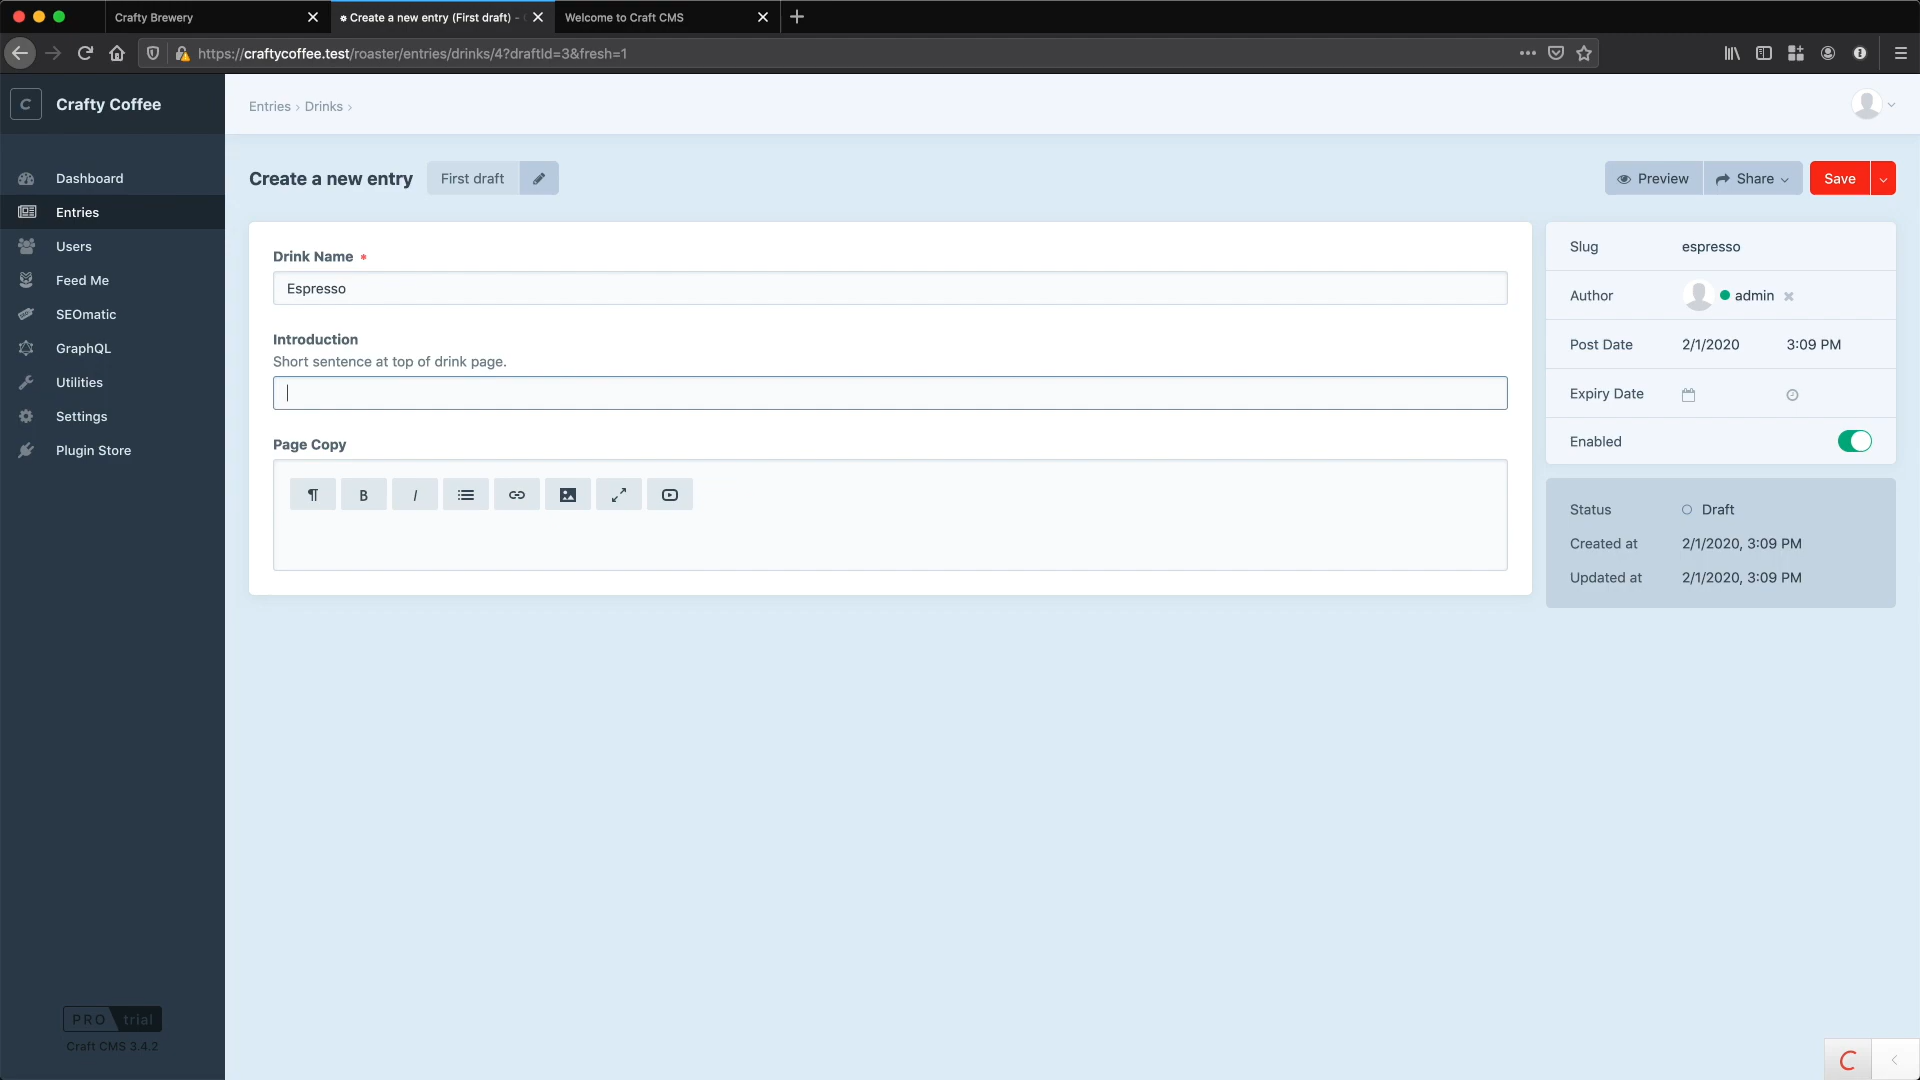 Crafty Brewery
Create a new entry (First draft) -
Welcome to Craft CMS
https://craftycoffee.test/roaster/entries/drinks/4?draftId=3&fresh=1
C
Crafty Coffee
Entries › Drinks ›
Dashboard
Entries
Users
Feed Me
SEOmatic
GraphQL
Utilities
Settings
Plugin Store
PRO trial
Craft CMS 3.4.2
Create a new entry
First draft
Preview
Share
Save
Drink Name *
Espresso
Introduction
Short sentence at top of drink page.
Page Copy
¶ B I
Slug espresso
Author admin
Post Date 2/1/2020 3:09 PM
Expiry Date
Enabled
Status Draft
Created at 2/1/2020, 3:09 PM
Updated at 2/1/2020, 3:09 PM
C